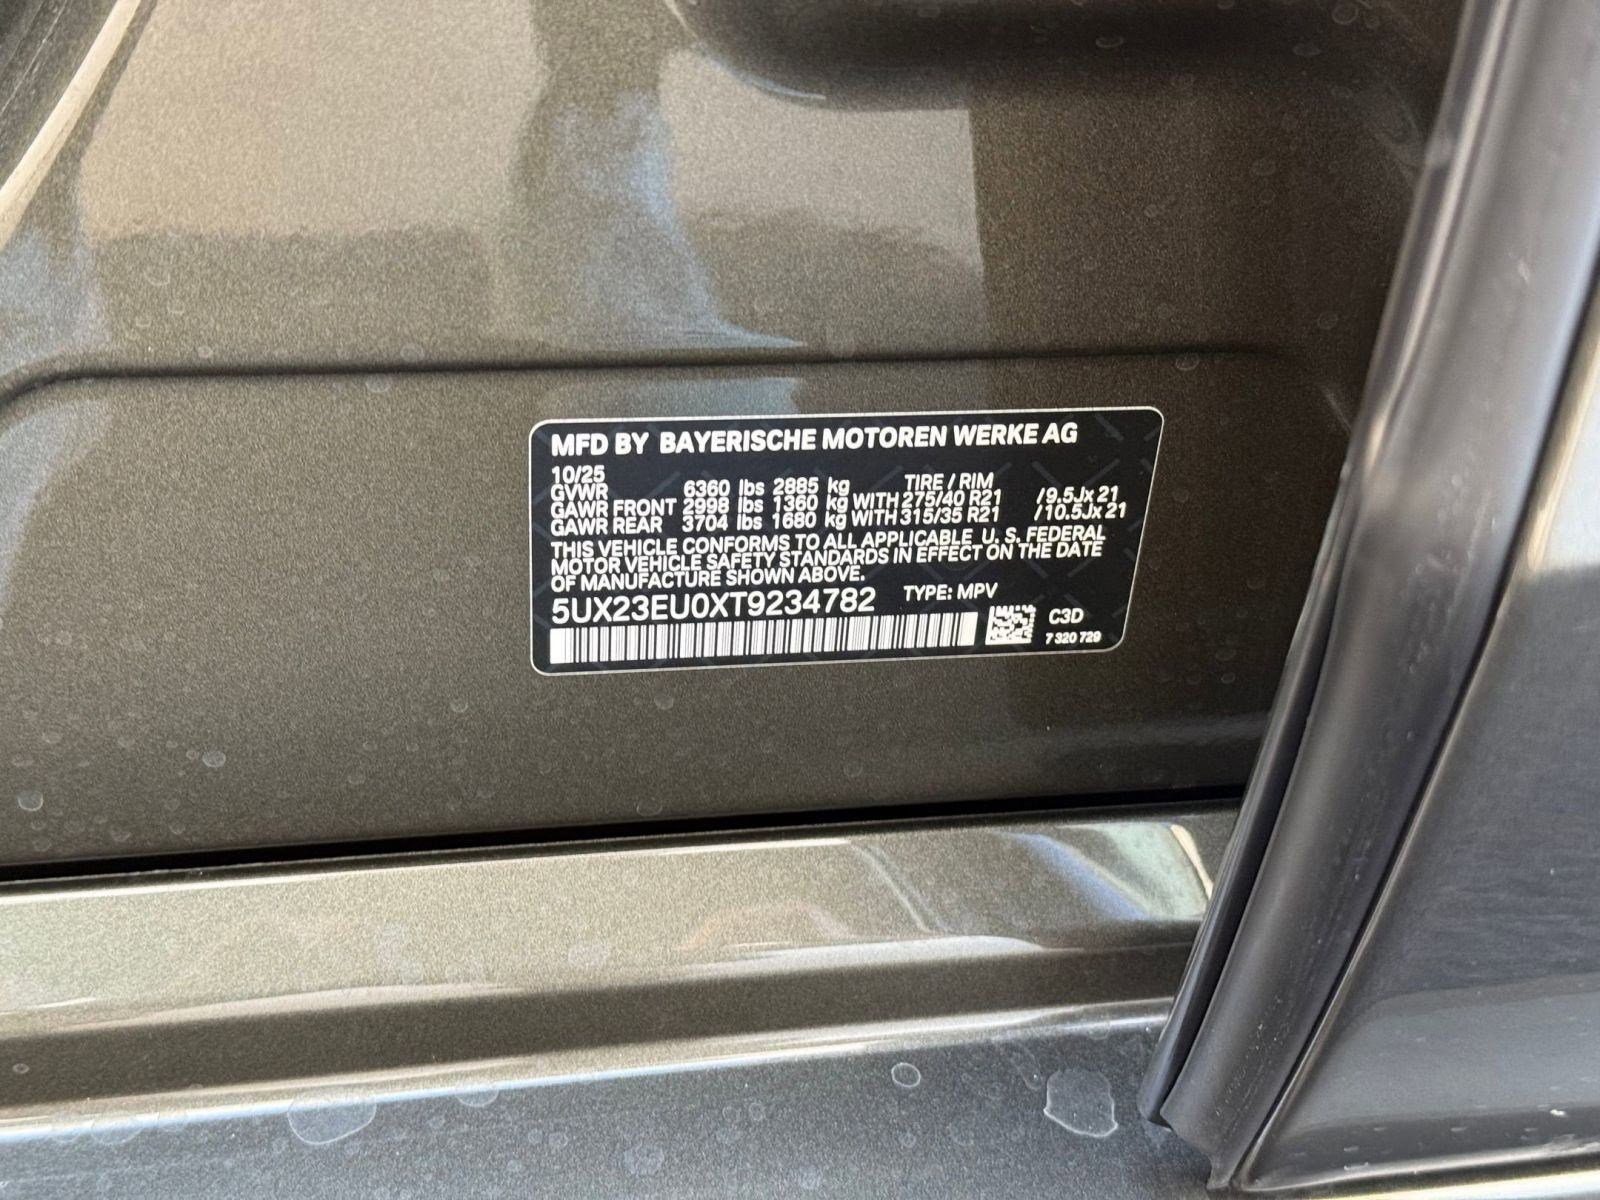 MFD BY BAYERISCHE MOTOREN WERKE AG
10/25
GVWR 6360 lbs 2885 kg TIRE / RIM
GAWR FRONT 2998 lbs 1360 kg WITH 275/40 R21 /9.5Jx21
GAWR REAR 3704 lbs 1680 kg WITH 315/35 R21 /10.5Jx21
THIS VEHICLE CONFORMS TO ALL APPLICABLE U. S. FEDERAL
MOTOR VEHICLE SAFETY STANDARDS IN EFFECT ON THE DATE
OF MANUFACTURE SHOWN ABOVE.
5UX23EU0XT9234782 TYPE: MPV
C3D
7 320 729